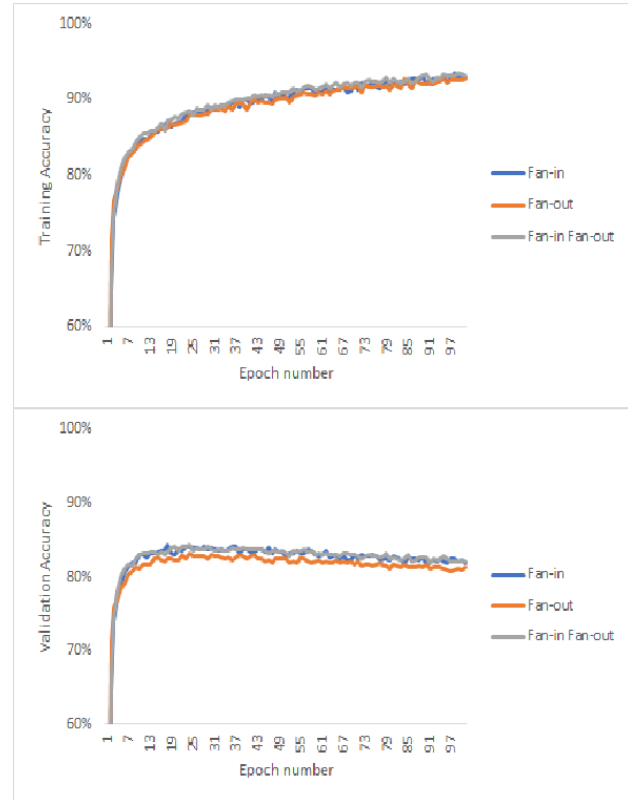 100%
90%
80%
70%
60%
Training Accuracy
1 7 13 19 25 31 37 43 49 55 61 67 73 79 85 91 97
Epoch number
Fan-in
Fan-out
Fan-in Fan-out
100%
90%
80%
70%
60%
Validation Accuracy
1 7 13 19 25 31 37 43 49 55 61 67 73 79 85 91 97
Epoch number
Fan-in
Fan-out
Fan-in Fan-out